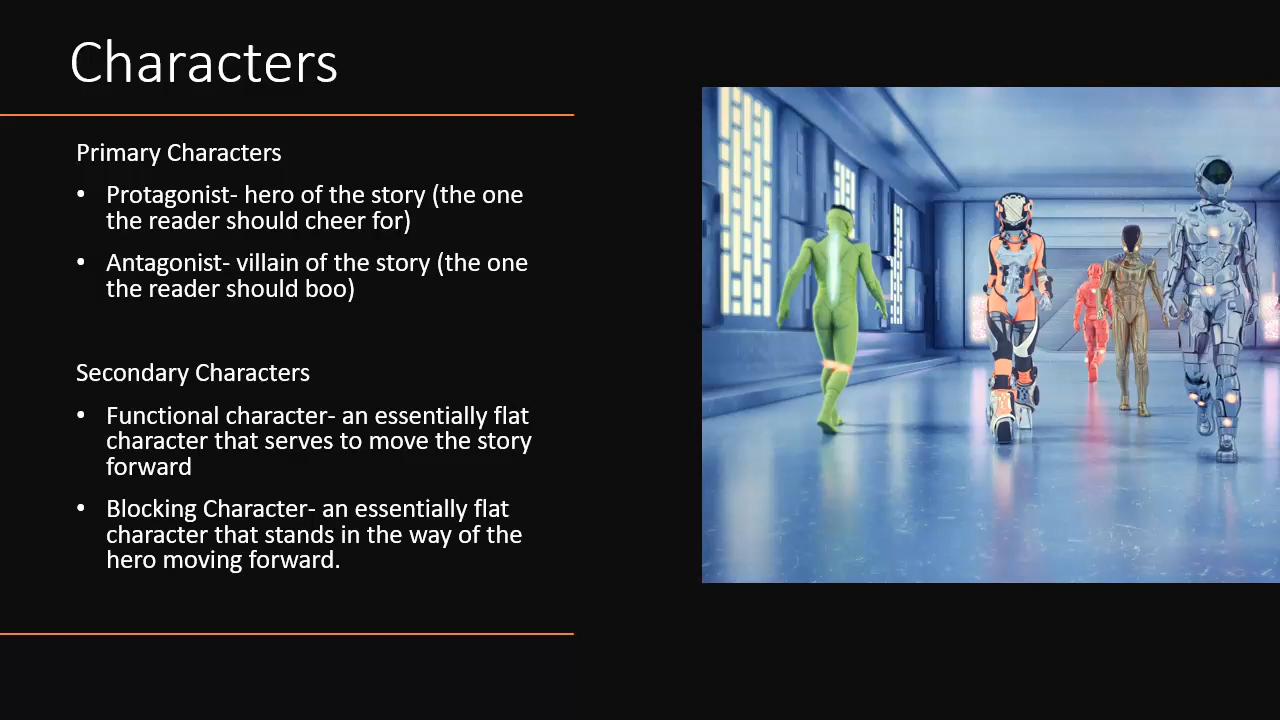 Characters
Primary Characters
• Protagonist- hero of the story (the one
the reader should cheer for)
• Antagonist- villain of the story (the one
the reader should boo)
Secondary Characters
• Functional character- an essentially flat
character that serves to move the story
forward
• Blocking Character- an essentially flat
character that stands in the way of the
hero moving forward.